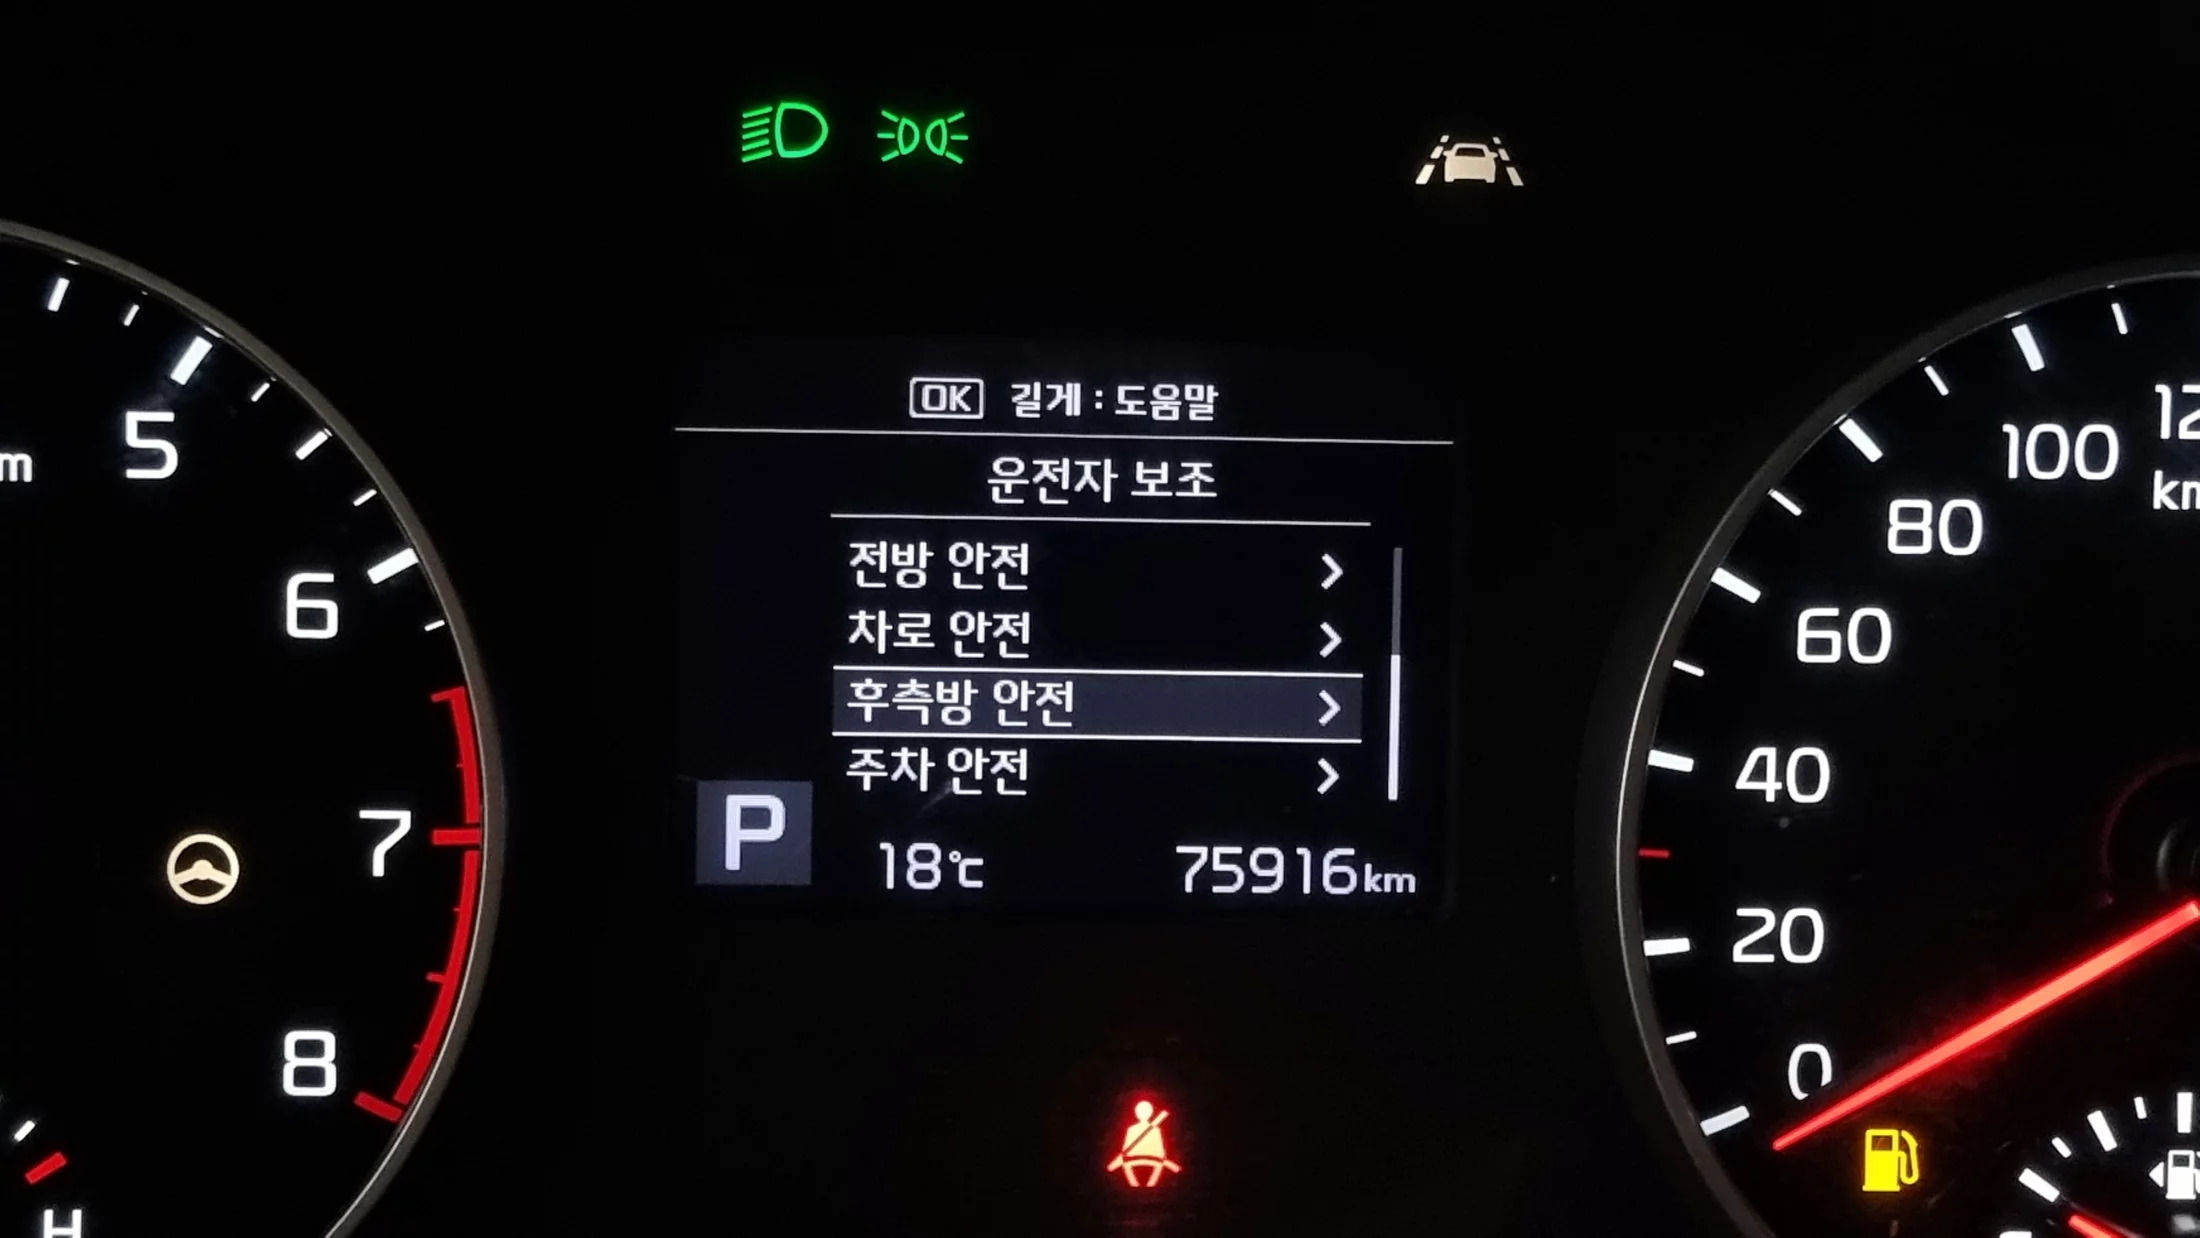 OK 길게 : 도움말
운전자 보조
전방 안전
차로 안전
후측방 안전
주차 안전
P
18℃
75916km
5
6
7
8
H
100
80
60
40
20
0